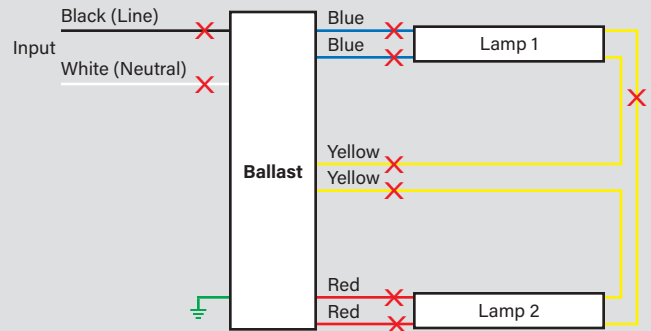 Black (Line)
Input
White (Neutral)
Blue
Blue
Lamp 1
Ballast
Yellow
Yellow
Red
Red
Lamp 2